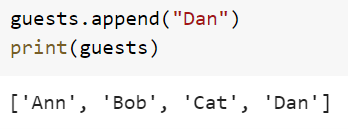 guests.append("Dan")
print(guests)
['Ann', 'Bob', 'Cat', 'Dan']